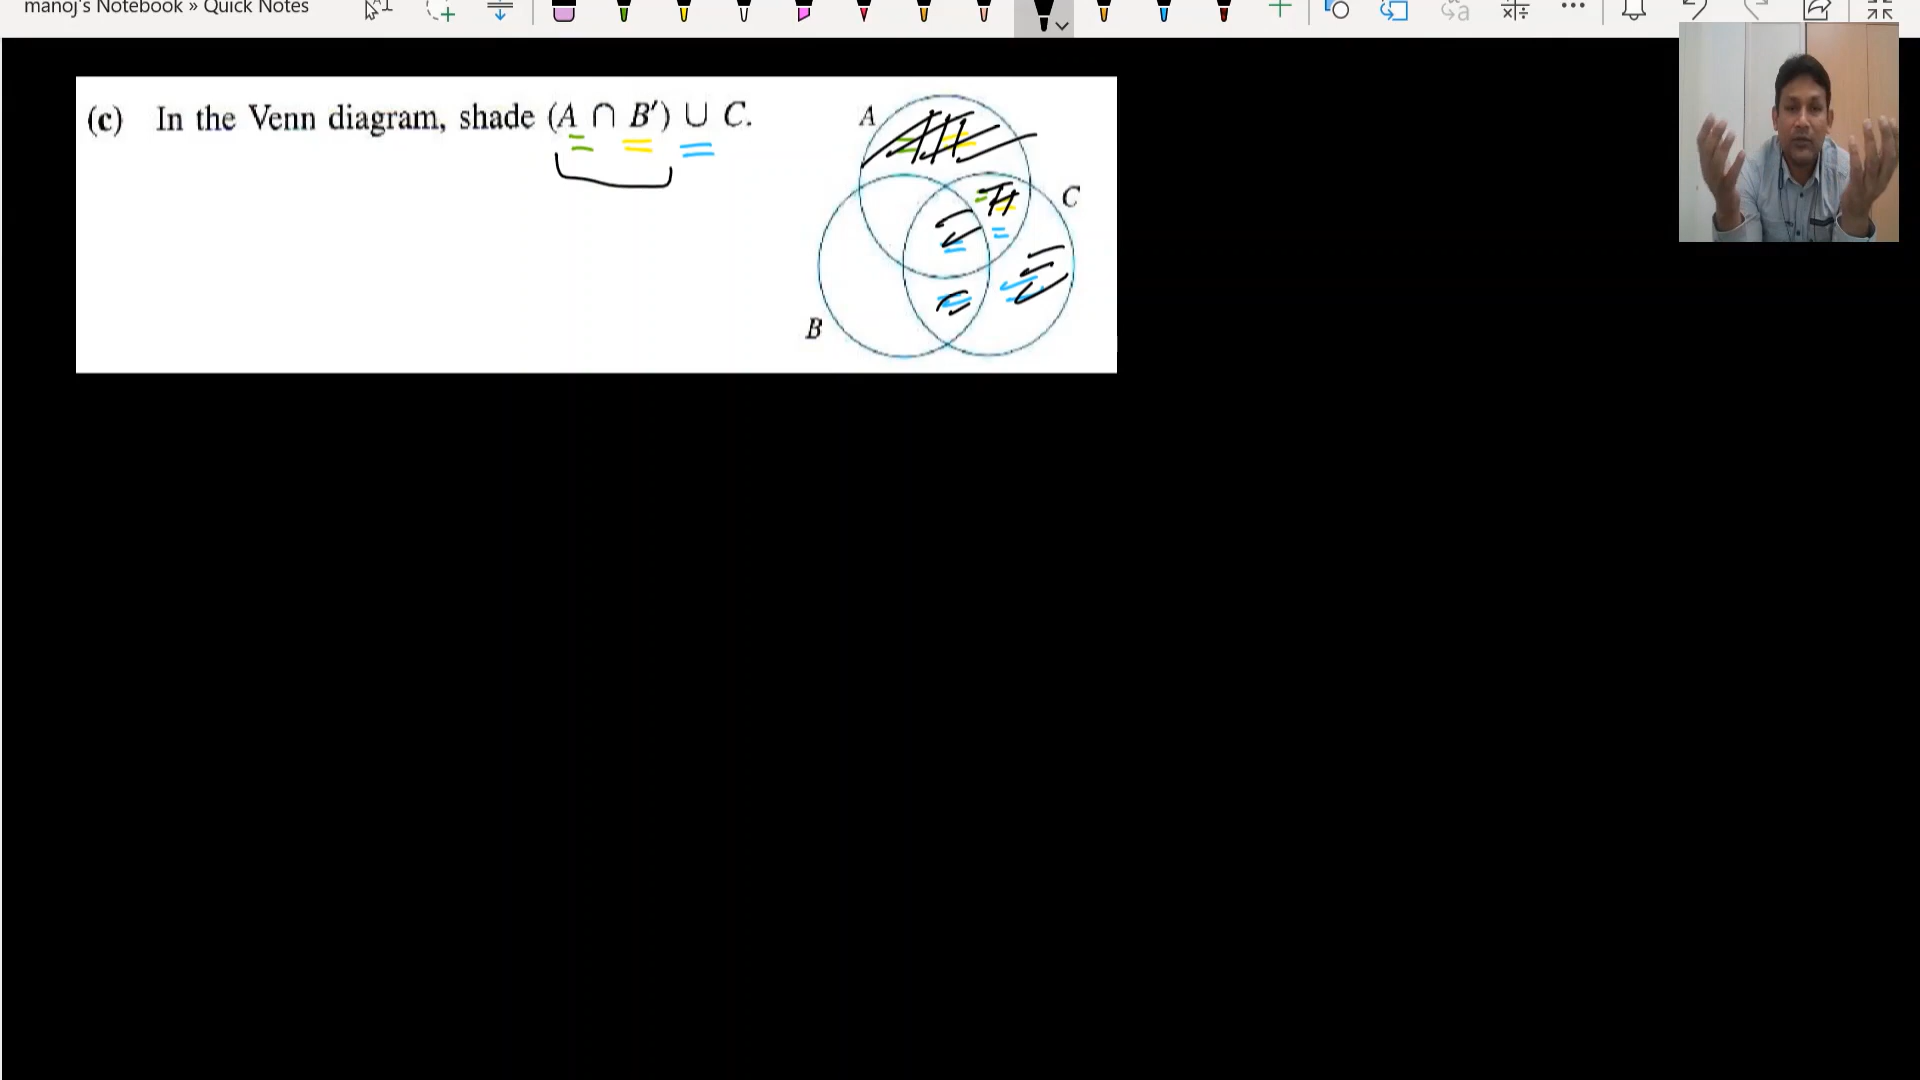 manoj's Notebook » Quick Notes
(c) In the Venn diagram, shade (A ∩ B′) ∪ C.
A
C
B